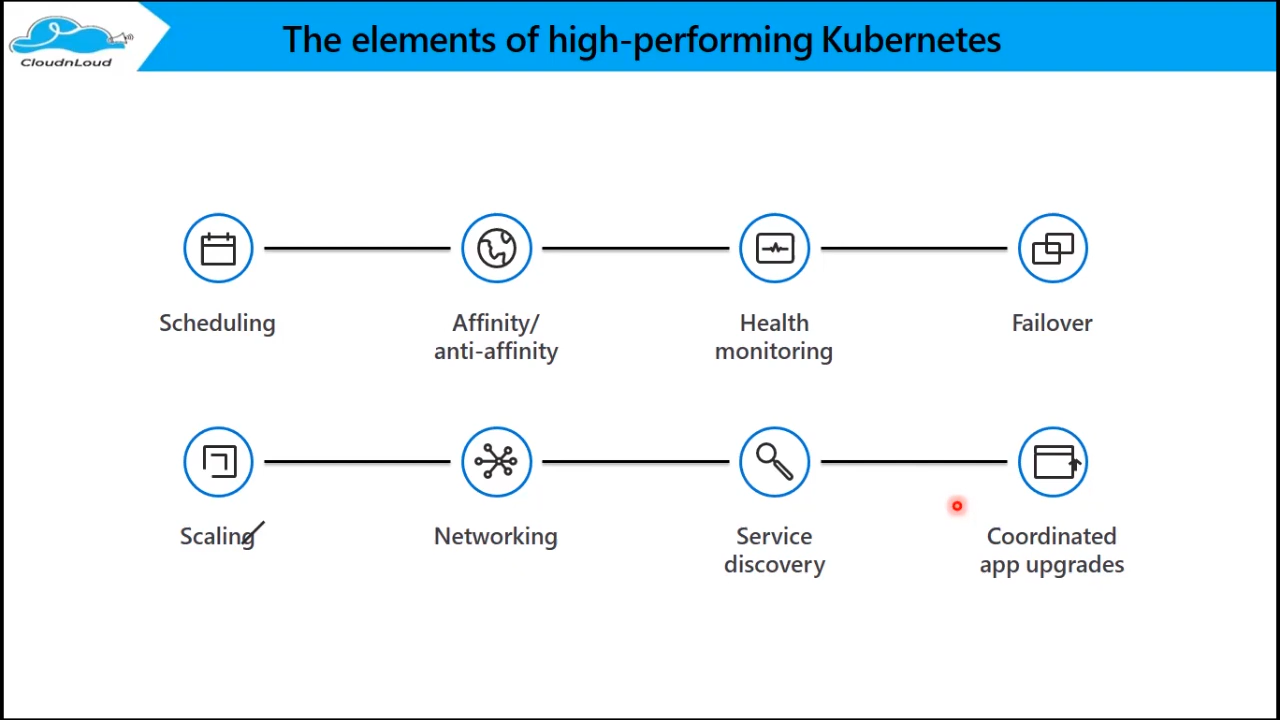 CloudnLoud
The elements of high-performing Kubernetes
Scheduling
Affinity/
anti-affinity
Health
monitoring
Failover
Scaling
Networking
Service
discovery
Coordinated
app upgrades